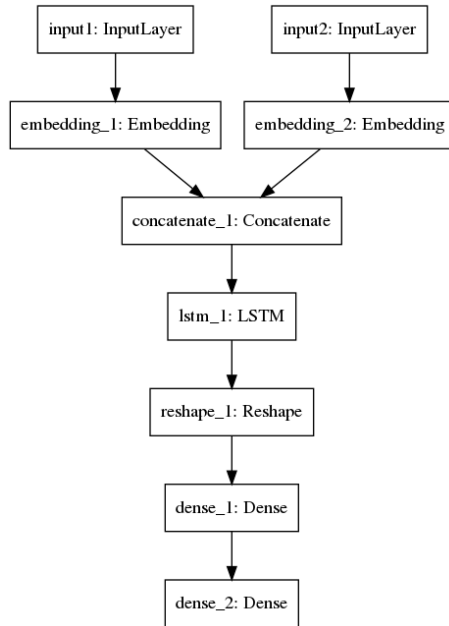 input1: InputLayer
input2: InputLayer
embedding_1: Embedding
embedding_2: Embedding
concatenate_1: Concatenate
lstm_1: LSTM
reshape_1: Reshape
dense_1: Dense
dense_2: Dense